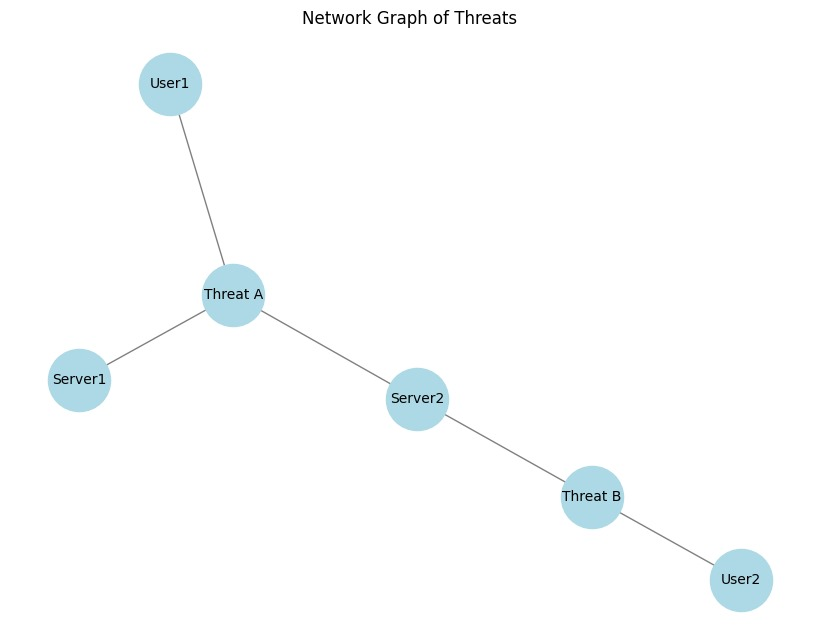 Network Graph of Threats
User1
Threat A
Server1
Server2
Threat B
User2